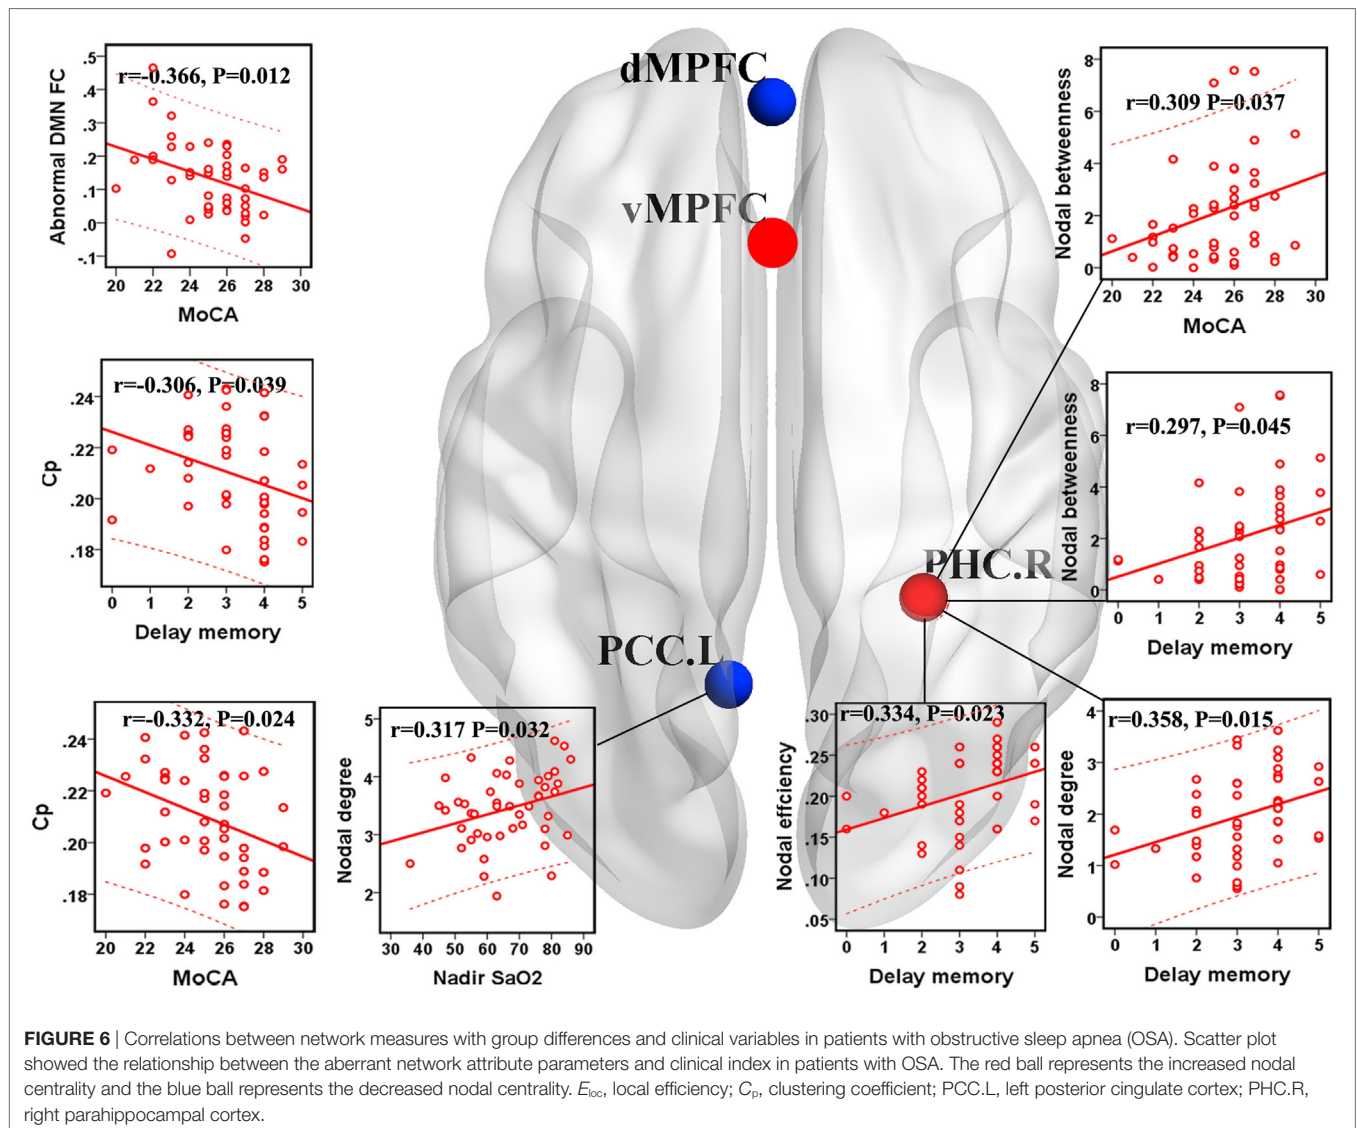 dMPFC
vMPFC
PHC.R
PCC.L
r=-0.366, P=0.012
Abnormal DMN FC
.5
.4
.3
.2
.1
.0
-.1
20 22 24 26 28 30
MoCA
r=-0.306, P=0.039
Cp
.24
.22
.20
.18
0 1 2 3 4 5
Delay memory
r=-0.332, P=0.024
Cp
.24
.22
.20
.18
20 22 24 26 28 30
MoCA
r=0.317 P=0.032
Nodal degree
5
4
3
2
30 40 50 60 70 80 90
Nadir SaO2
r=0.309 P=0.037
Nodal betweenness
8
6
4
2
0
20 22 24 26 28 30
MoCA
r=0.297, P=0.045
Nodal betweenness
8
6
4
2
0
0 1 2 3 4 5
Delay memory
r=0.334, P=0.023
Nodal efficiency
.30
.25
.20
.15
.10
.05
0 1 2 3 4 5
Delay memory
r=0.358, P=0.015
Nodal degree
4
3
2
1
0
0 1 2 3 4 5
Delay memory
FIGURE 6 | Correlations between network measures with group differences and clinical variables in patients with obstructive sleep apnea (OSA). Scatter plot
showed the relationship between the aberrant network attribute parameters and clinical index in patients with OSA. The red ball represents the increased nodal
centrality and the blue ball represents the decreased nodal centrality. Eloc, local efficiency; Cp, clustering coefficient; PCC.L, left posterior cingulate cortex; PHC.R,
right parahippocampal cortex.